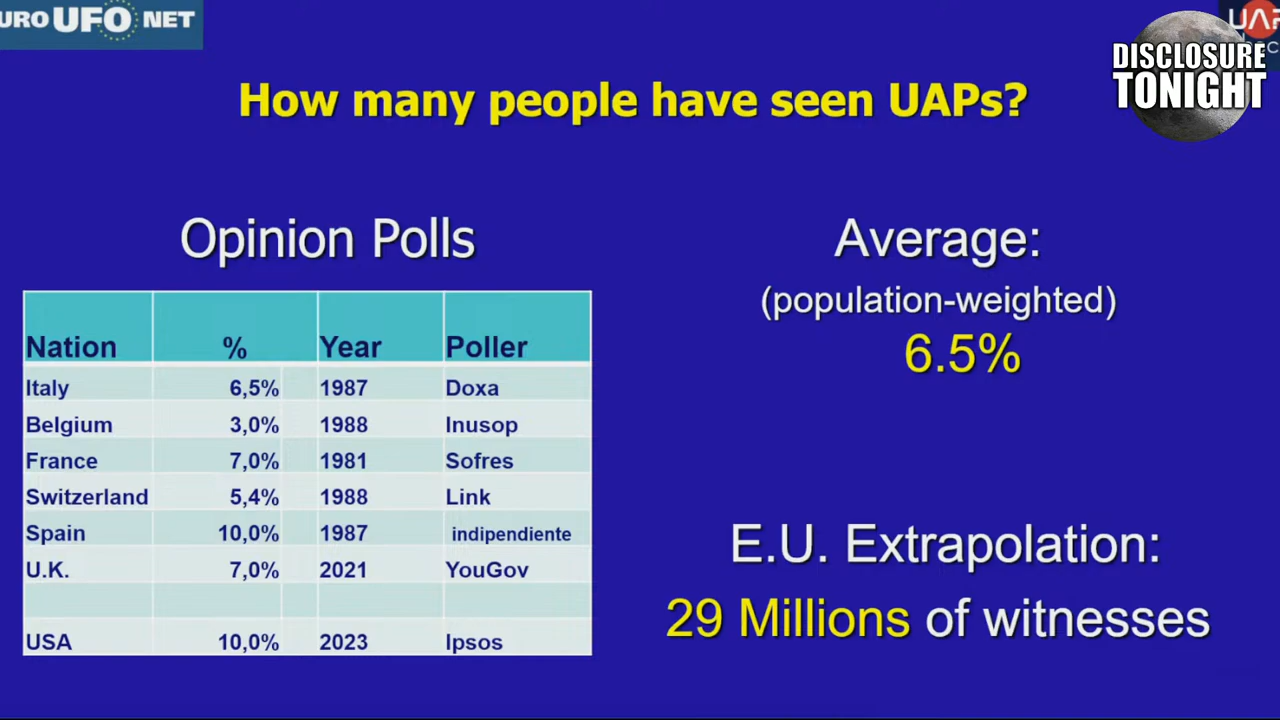 URO UFO NET
UAP
DISCLOSURE
TONIGHT
How many people have seen UAPs?
Opinion Polls
Nation % Year Poller
Italy 6,5% 1987 Doxa
Belgium 3,0% 1988 Inusop
France 7,0% 1981 Sofres
Switzerland 5,4% 1988 Link
Spain 10,0% 1987 indipendiente
U.K. 7,0% 2021 YouGov
USA 10,0% 2023 Ipsos
Average:
(population-weighted)
6.5%
E.U. Extrapolation:
29 Millions of witnesses